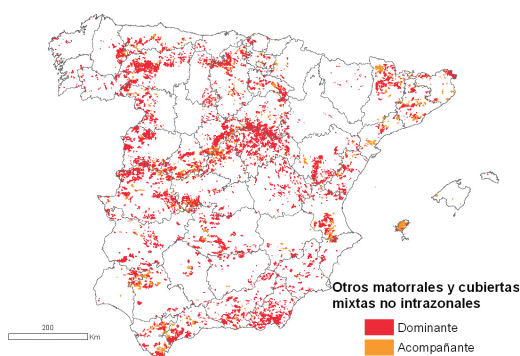 Otros matorrales y cubiertas
mixtas no intrazonales
Dominante
Acompañante
200
Km